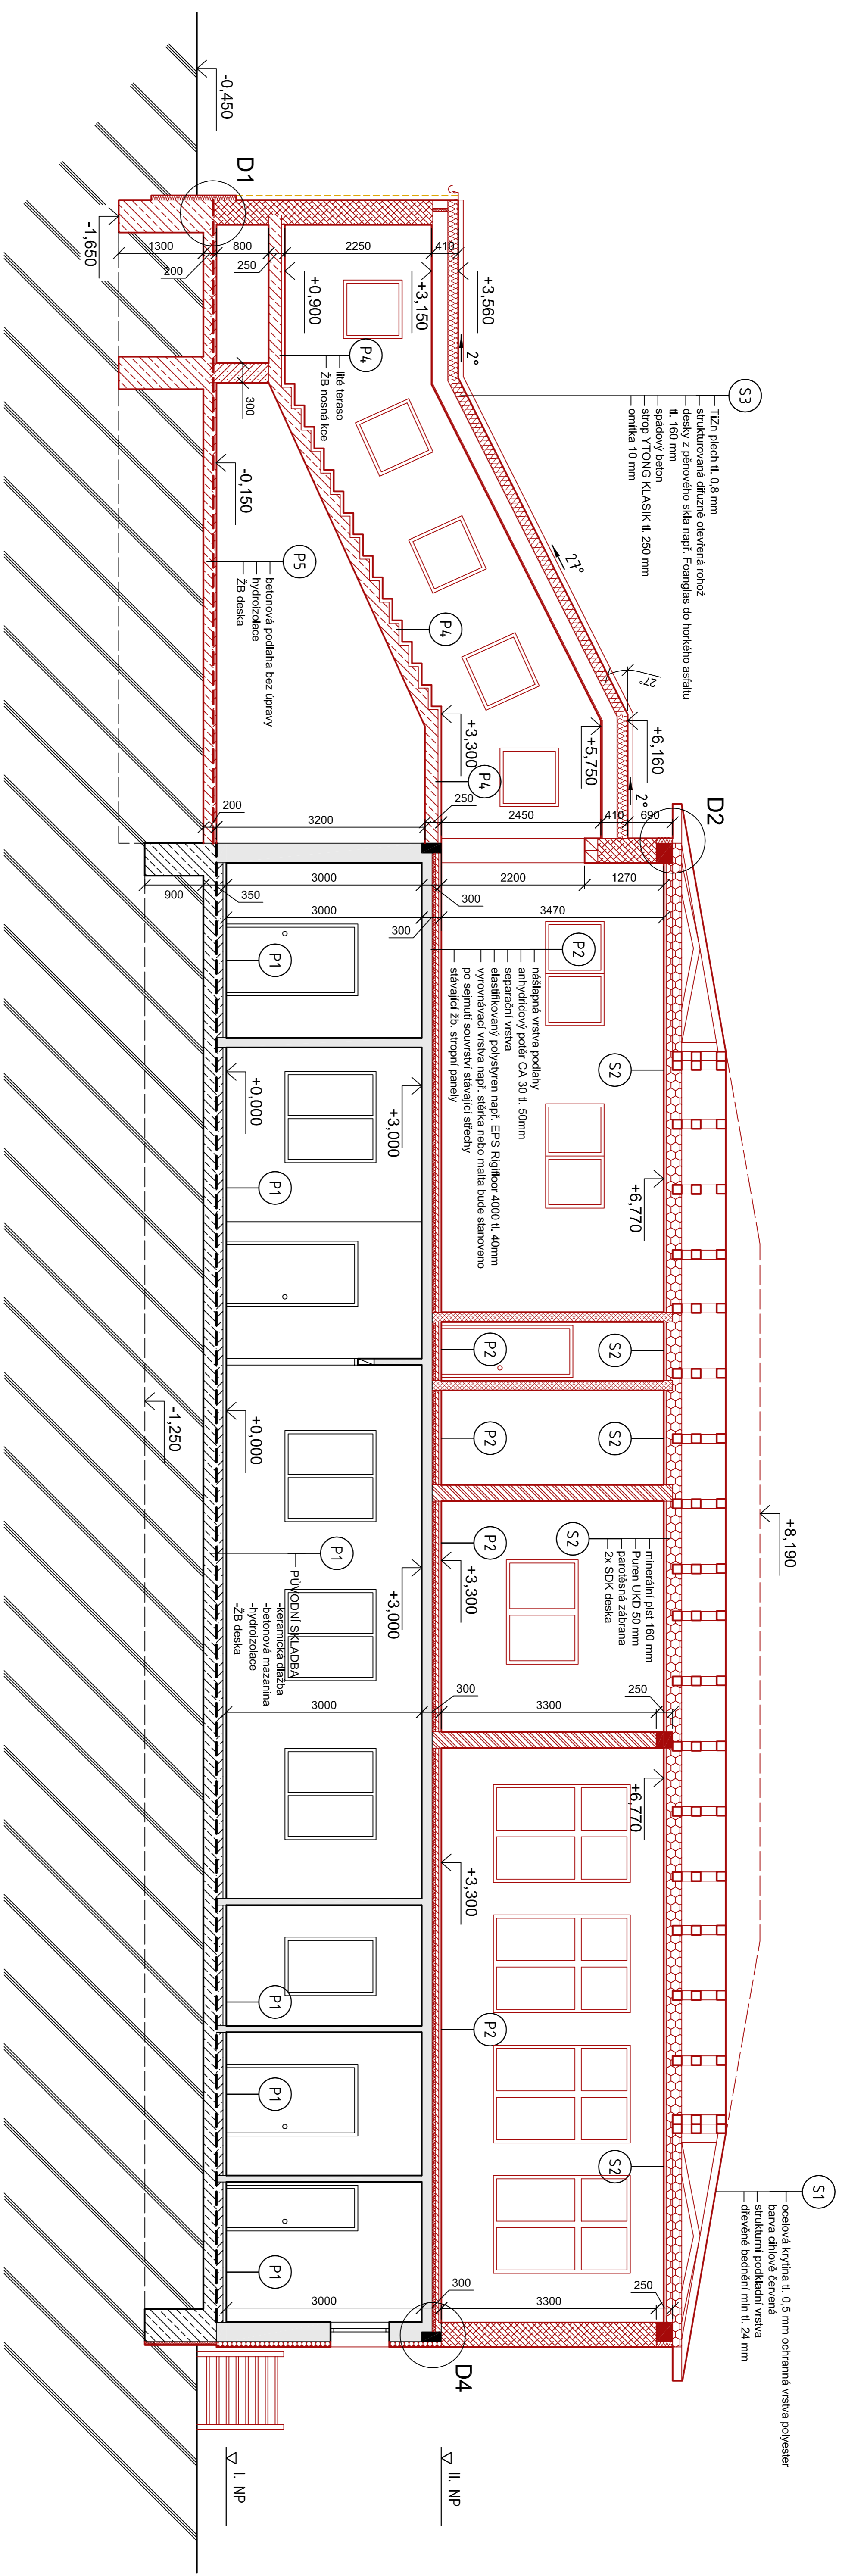 S1
ocelová krytina tl. 0,5 mm ochranná vrstva polyester
barva cihlově červená
strukturní podkladní vrstva
dřevěné bednění min tl. 24 mm
S3
TiZn plech tl. 0,8 mm
strukturovaná difuzně otevřená rohož
desky z pěnového skla např. Foanglas do horkého asfaltu
tl. 160 mm
spádový beton
strop YTONG KLASIK tl. 250 mm
omítka 10 mm
+8,190
D2
27°
27°
2°
2°
+6,160
+5,750
690
410
2450
250
3200
200
+3,560
+3,150
410
2250
250
800
200
1300
+0,900
P4
lité teraso
ŽB nosná kce
P4
P4
+3,300
300
-0,150
P5
betonová podlaha bez úpravy
hydroizolace
ŽB deska
D1
-0,450
-1,650
1270
2200
300
3000
350
900
3470
300
3000
P2
nášlapná vrstva podlahy
anhydridový potěr CA 30 tl. 50mm
separační vrstva
elastifikovaný polystyren např. EPS Rigifloor 4000 tl. 40mm
vyrovnávací vrstva např. stěrka nebo malta bude stanoveno
po sejmutí souvrství stávající střechy
stávající žb. stropní panely
S2
+6,770
S2
P2
S2
P2
S2
minerální plst 160 mm
Puren UKD 50 mm
parotěsná zábrana
2x SDK deska
P2
+3,300
250
3300
300
3000
+6,770
+3,300
P2
S2
250
3300
300
3000
D4
P1
+0,000
+3,000
P1
+0,000
+3,000
P1
PŮVODNÍ SKLADBA
-keramická dlažba
-betonová mazanina
-hydroizolace
-ŽB deska
P1
P1
P1
-1,250
II. NP
I. NP